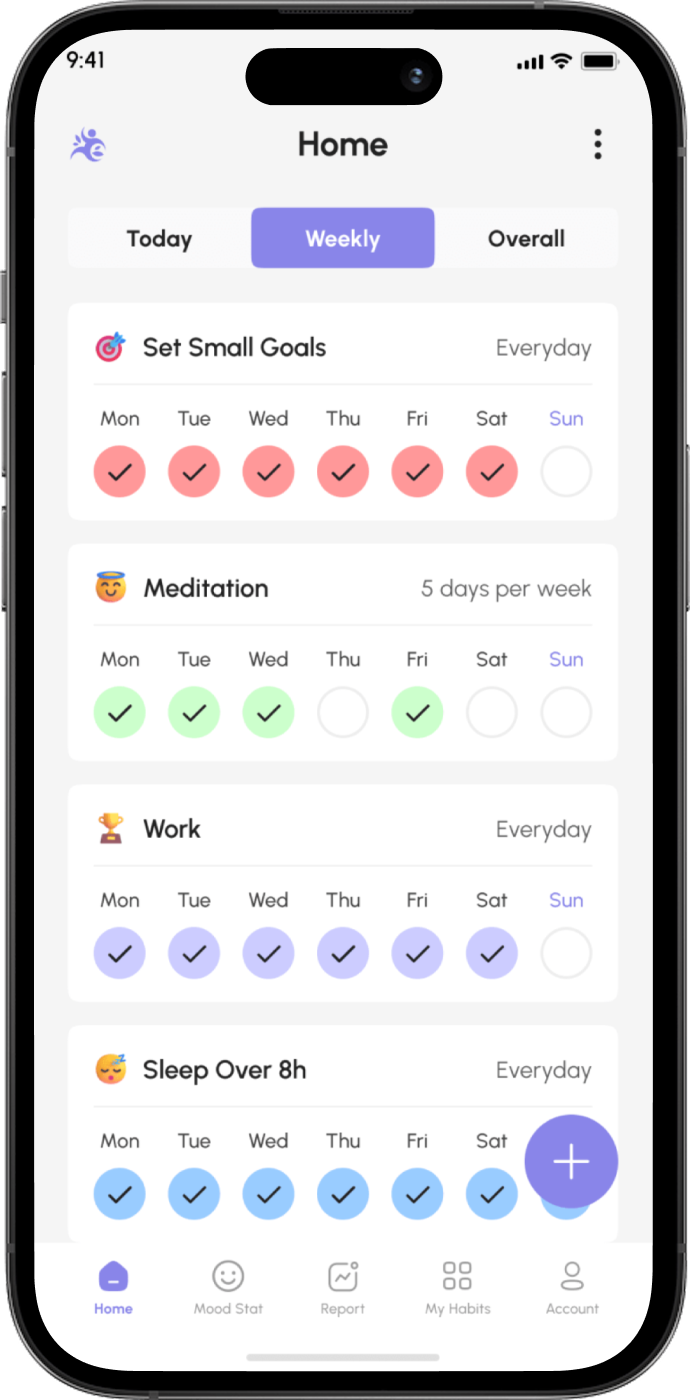 9:41
Home
Today Weekly Overall
Set Small Goals Everyday
Mon Tue Wed Thu Fri Sat Sun
Meditation 5 days per week
Mon Tue Wed Thu Fri Sat Sun
Work Everyday
Mon Tue Wed Thu Fri Sat Sun
Sleep Over 8h Everyday
Mon Tue Wed Thu Fri Sat
Home Mood Stat Report My Habits Account